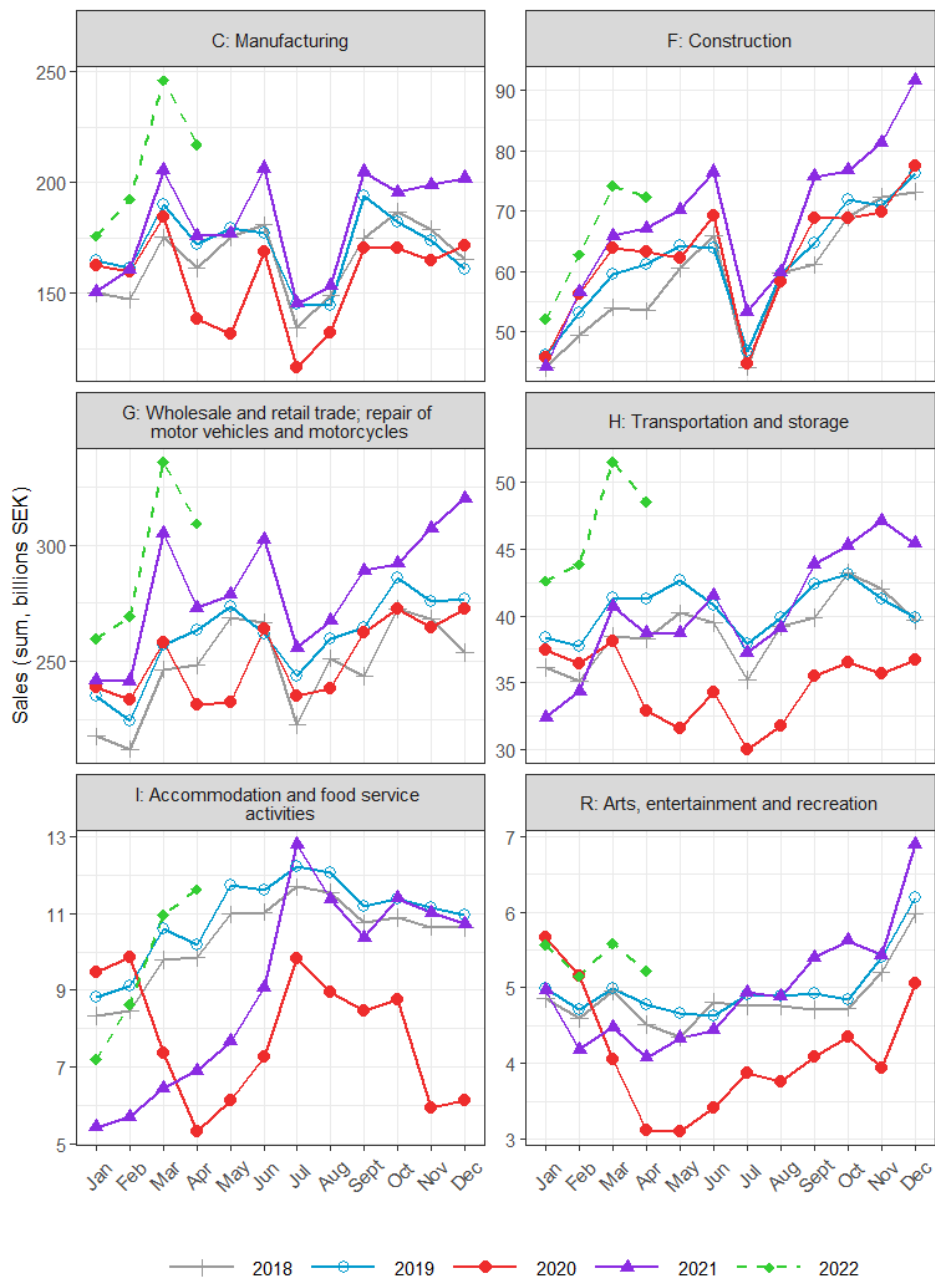 C: Manufacturing
F: Construction
250
200
150
90
80
70
60
50
G: Wholesale and retail trade; repair of
motor vehicles and motorcycles
H: Transportation and storage
Sales (sum, billions SEK)
300
250
50
45
40
35
30
I: Accommodation and food service
activities
R: Arts, entertainment and recreation
13
11
9
7
5
7
6
5
4
3
Jan Feb Mar Apr May Jun Jul Aug Sept Oct Nov Dec
Jan Feb Mar Apr May Jun Jul Aug Sept Oct Nov Dec
2018 2019 2020 2021 2022